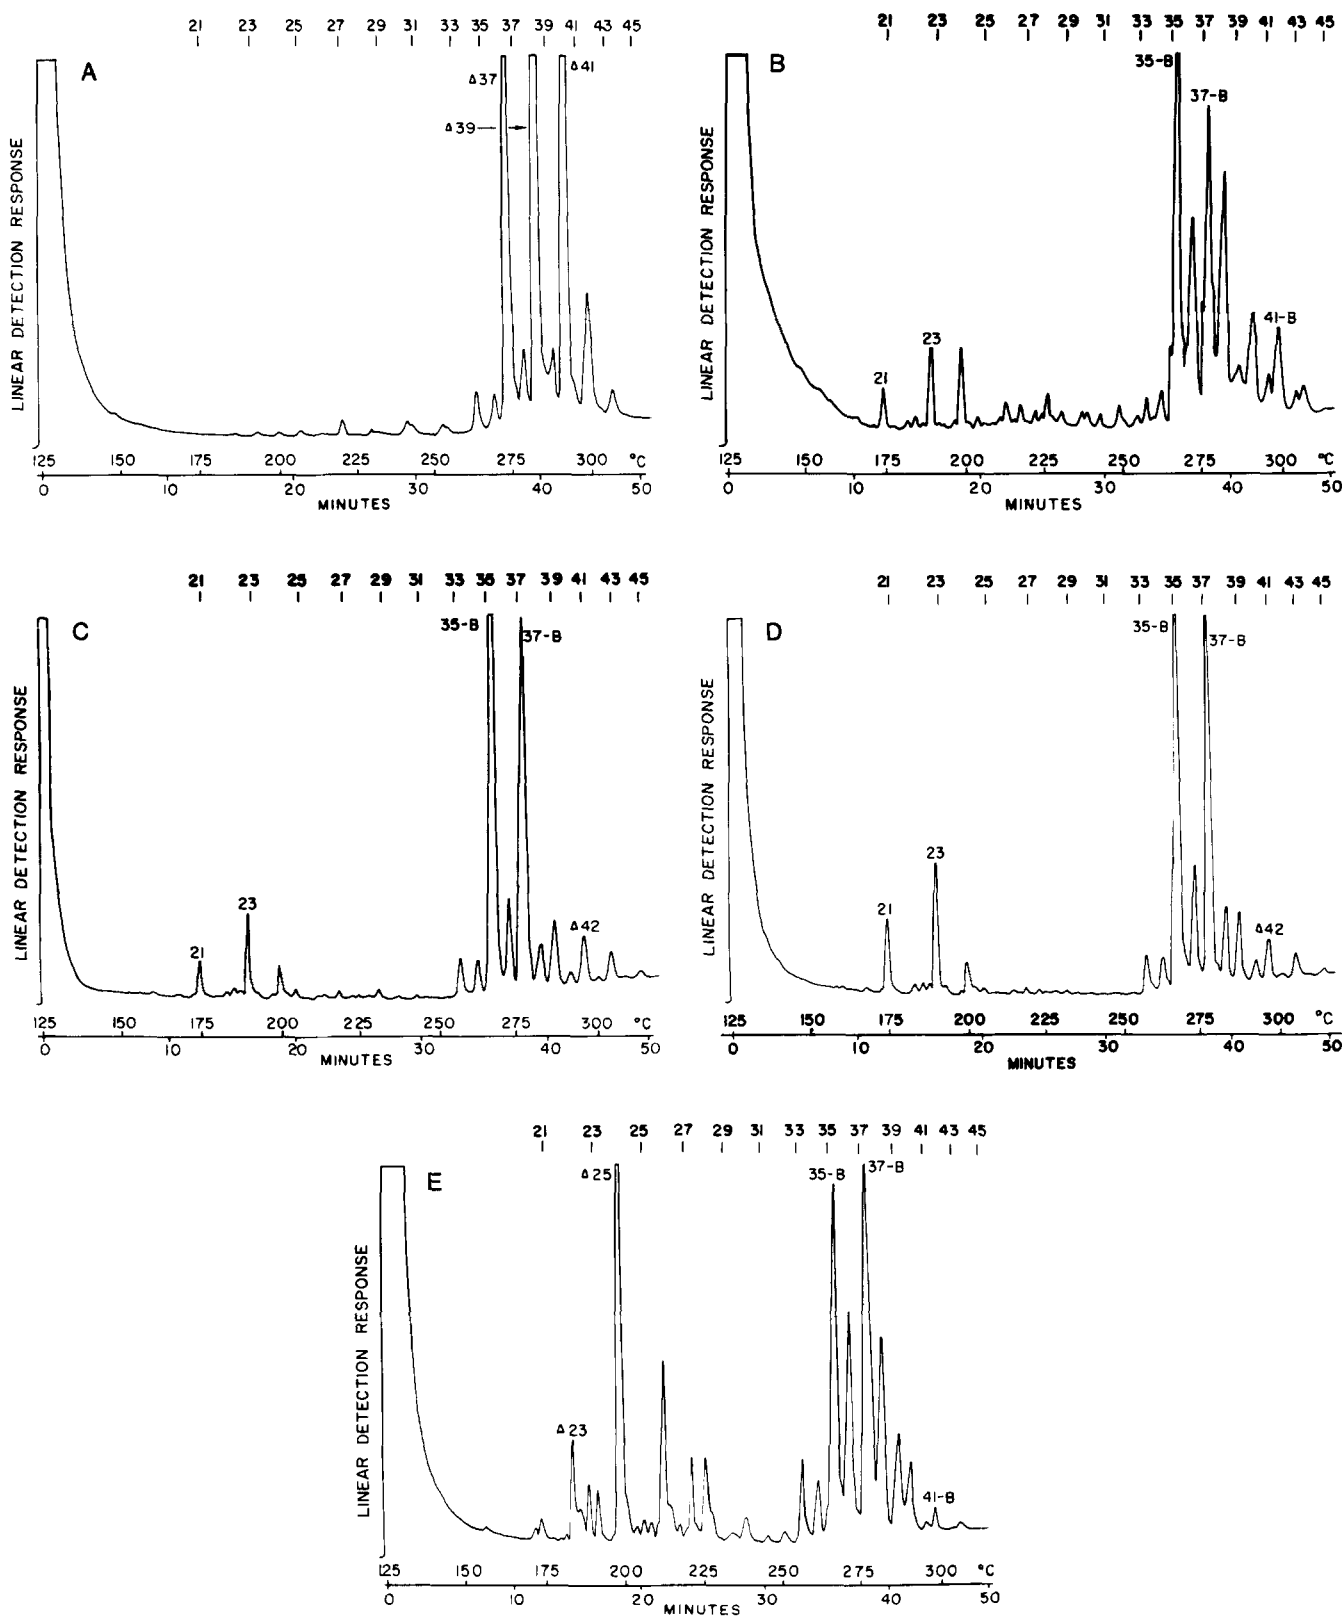 21 23 25 27 29 31 33 35 37 39 41 43 45
A
Δ37
Δ41
Δ39
LINEAR DETECTION RESPONSE
125 150 175 200 225 250 275 300 °C
0 10 20 30 40 50
MINUTES
21 23 25 27 29 31 33 35 37 39 41 43 45
35-B
B
37-B
41-B
23
21
LINEAR DETECTION RESPONSE
125 150 175 200 225 250 275 300 °C
0 10 20 30 40 50
MINUTES
21 23 25 27 29 31 33 35 37 39 41 43 45
C
35-B
37-B
23
Δ42
21
LINEAR DETECTION RESPONSE
125 150 175 200 225 250 275 300 °C
0 10 20 30 40 50
MINUTES
21 23 25 27 29 31 33 35 37 39 41 43 45
D
35-B
37-B
23
21
Δ42
LINEAR DETECTION RESPONSE
125 150 175 200 225 250 275 300 °C
0 10 20 30 40 50
MINUTES
21 23 25 27 29 31 33 35 37 39 41 43 45
E
Δ25
35-B
37-B
Δ23
41-B
LINEAR DETECTION RESPONSE
125 150 175 200 225 250 275 300 °C
0 10 20 30 40 50
MINUTES